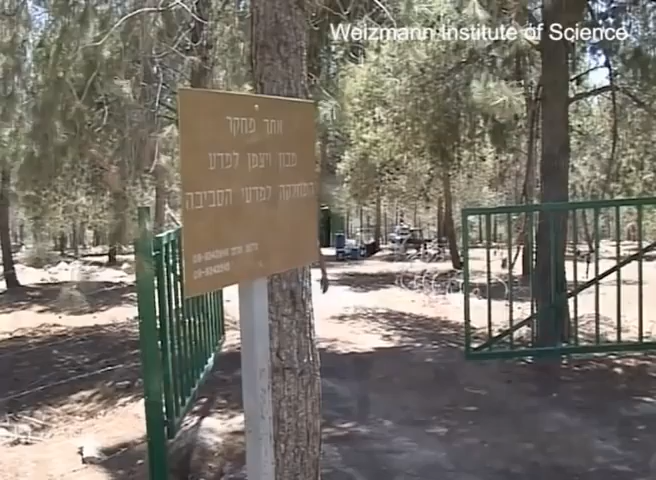 Weizmann Institute of Science
אתר מחקר
מכון ויצמן למדע
המחלקה למדעי הסביבה